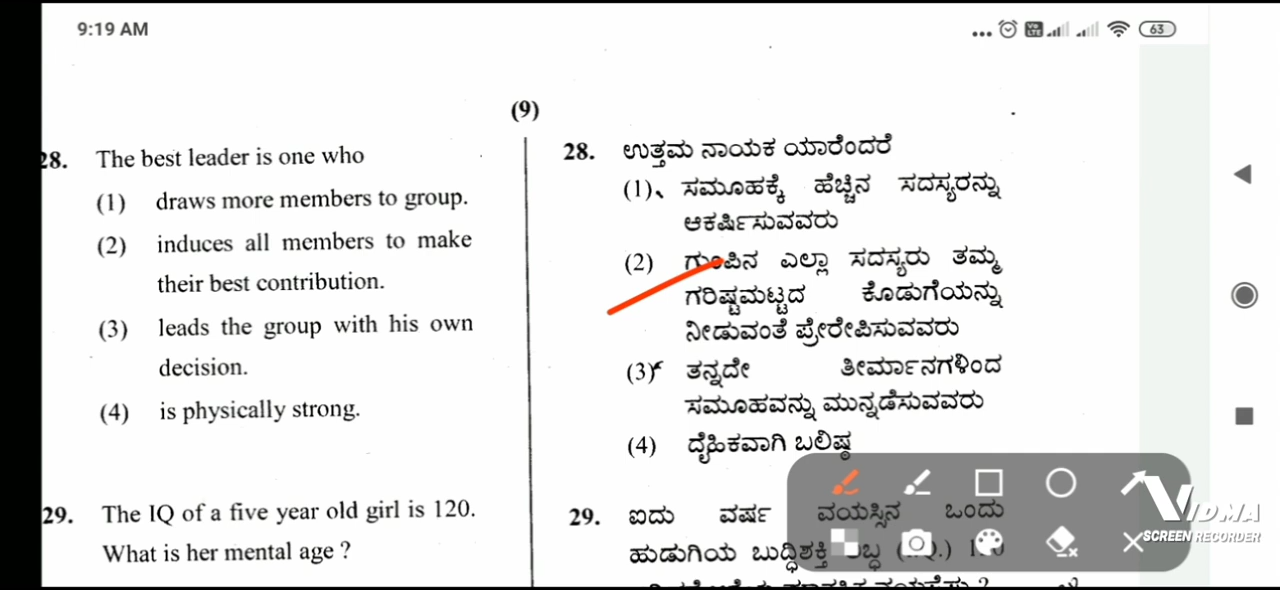 9:19 AM
63
(9)
28. The best leader is one who
(1) draws more members to group.
(2) induces all members to make
their best contribution.
(3) leads the group with his own
decision.
(4) is physically strong.
29. The IQ of a five year old girl is 120.
What is her mental age ?
28. ಉತ್ತಮ ನಾಯಕ ಯಾರೆಂದರೆ
(1) ಸಮೂಹಕ್ಕೆ ಹೆಚ್ಚಿನ ಸದಸ್ಯರನ್ನು
ಆಕರ್ಷಿಸುವವರು
(2) ಗುಂಪಿನ ಎಲ್ಲಾ ಸದಸ್ಯರು ತಮ್ಮ
ಗರಿಷ್ಟಮಟ್ಟದ ಕೊಡುಗೆಯನ್ನು
ನೀಡುವಂತೆ ಪ್ರೇರೇಪಿಸುವವರು
(3) ತನ್ನದೇ ತೀರ್ಮಾನಗಳಿಂದ
ಸಮೂಹವನ್ನು ಮುನ್ನಡೆಸುವವರು
(4) ದೈಹಿಕವಾಗಿ ಬಲಿಷ್ಠ
29. ಐದು ವರ್ಷ ವಯಸ್ಸಿನ ಒಂದು
ಹುಡುಗಿಯ ಬುದ್ಧಿಶಕ್ತಿ
VIDMA
SCREEN RECORDER